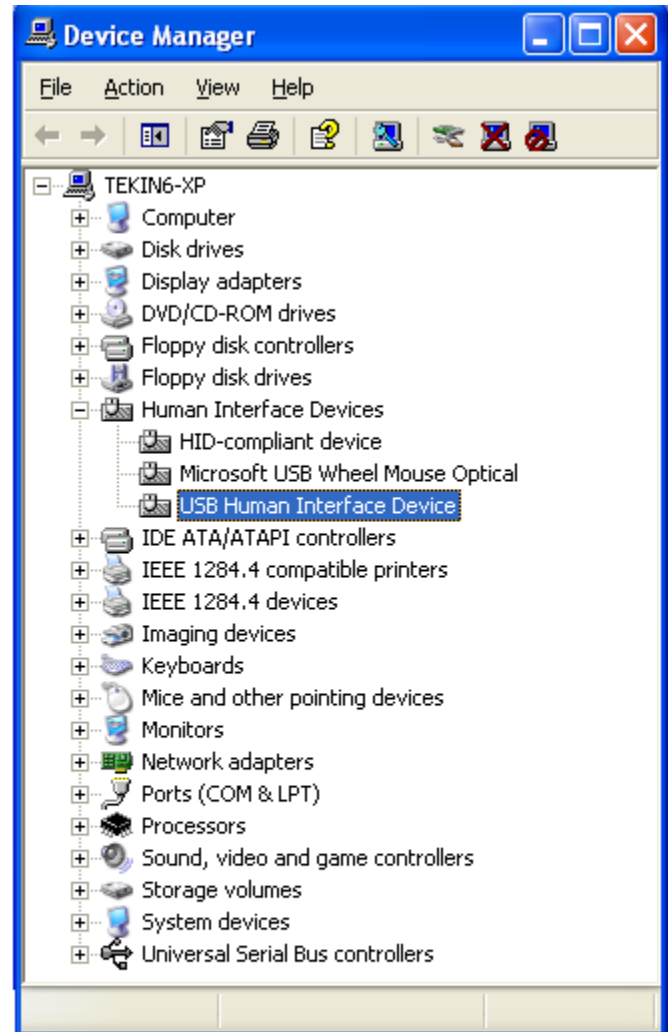 Device Manager
File Action View Help
TEKIN6-XP
Computer
Disk drives
Display adapters
DVD/CD-ROM drives
Floppy disk controllers
Floppy disk drives
Human Interface Devices
HID-compliant device
Microsoft USB Wheel Mouse Optical
USB Human Interface Device
IDE ATA/ATAPI controllers
IEEE 1284.4 compatible printers
IEEE 1284.4 devices
Imaging devices
Keyboards
Mice and other pointing devices
Monitors
Network adapters
Ports (COM & LPT)
Processors
Sound, video and game controllers
Storage volumes
System devices
Universal Serial Bus controllers